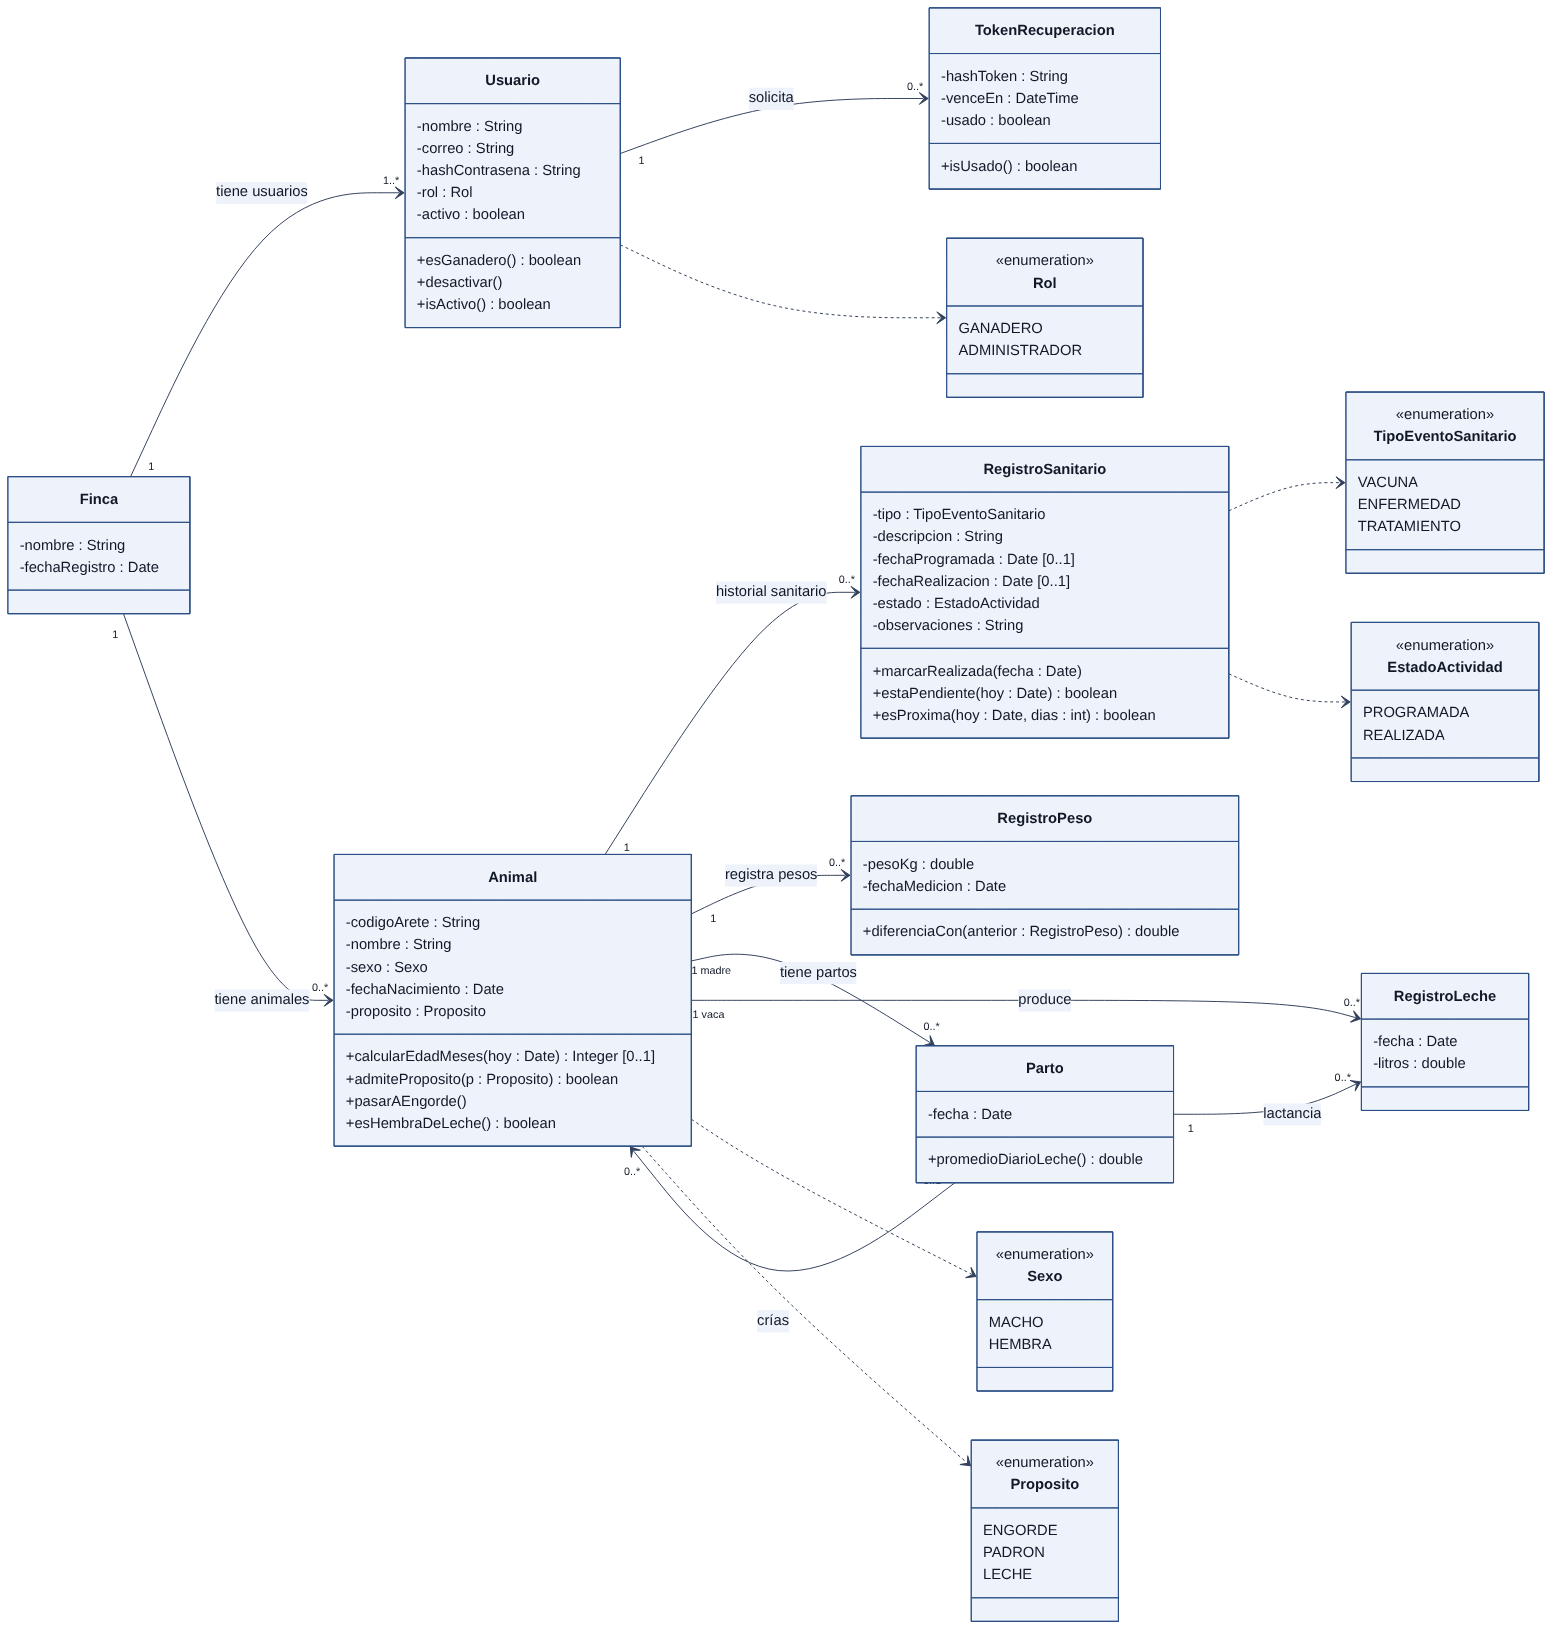 TokenRecuperacion
-hashToken : String
-venceEn : DateTime
-usado : boolean
+isUsado() : boolean
solicita
0..*
1
Usuario
-nombre : String
-correo : String
-hashContrasena : String
-rol : Rol
-activo : boolean
+esGanadero() : boolean
+desactivar()
+isActivo() : boolean
tiene usuarios
1..*
1
«enumeration»
Rol
GANADERO
ADMINISTRADOR
Finca
-nombre : String
-fechaRegistro : Date
1
tiene animales
0..*
«enumeration»
TipoEventoSanitario
VACUNA
ENFERMEDAD
TRATAMIENTO
RegistroSanitario
-tipo : TipoEventoSanitario
-descripcion : String
-fechaProgramada : Date [0..1]
-fechaRealizacion : Date [0..1]
-estado : EstadoActividad
-observaciones : String
+marcarRealizada(fecha : Date)
+estaPendiente(hoy : Date) : boolean
+esProxima(hoy : Date, dias : int) : boolean
historial sanitario
0..*
1
«enumeration»
EstadoActividad
PROGRAMADA
REALIZADA
RegistroPeso
-pesoKg : double
-fechaMedicion : Date
+diferenciaCon(anterior : RegistroPeso) : double
registra pesos
0..*
1
Animal
-codigoArete : String
-nombre : String
-sexo : Sexo
-fechaNacimiento : Date
-proposito : Proposito
+calcularEdadMeses(hoy : Date) : Integer [0..1]
+admiteProposito(p : Proposito) : boolean
+pasarAEngorde()
+esHembraDeLeche() : boolean
1 madre
tiene partos
0..*
1 vaca
produce
0..*
RegistroLeche
-fecha : Date
-litros : double
Parto
-fecha : Date
+promedioDiarioLeche() : double
1
lactancia
0..*
0..*
crías
«enumeration»
Sexo
MACHO
HEMBRA
«enumeration»
Proposito
ENGORDE
PADRON
LECHE